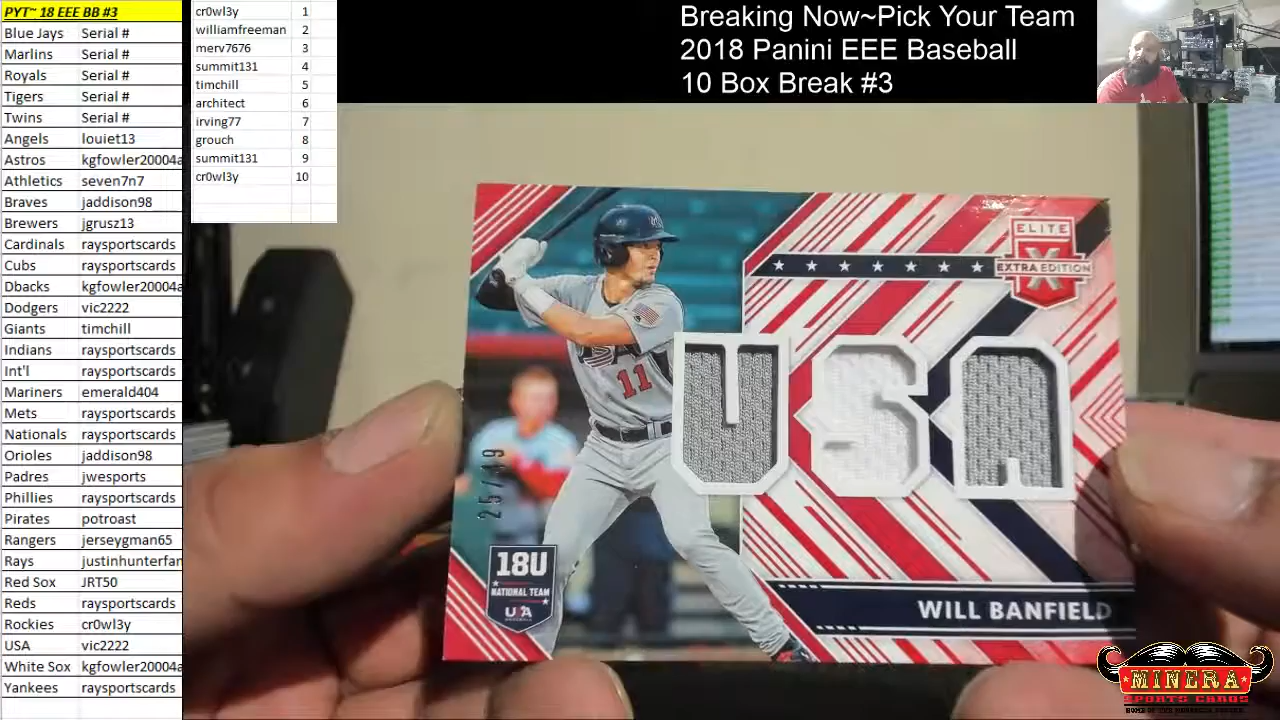 PYT~ 18 EEE BB #3
Blue Jays Serial #
Marlins Serial #
Royals Serial #
Tigers Serial #
Twins Serial #
Angels louiet13
Astros kgfowler20004a
Athletics seven7n7
Braves jaddison98
Brewers jgrusz13
Cardinals raysportscards
Cubs raysportscards
Dbacks kgfowler20004a
Dodgers vic2222
Giants timchill
Indians raysportscards
Int'l raysportscards
Mariners emerald404
Mets raysportscards
Nationals raysportscards
Orioles jaddison98
Padres jwesports
Phillies raysportscards
Pirates potroast
Rangers jerseygman65
Rays justinhunterfan
Red Sox JRT50
Reds raysportscards
Rockies cr0wl3y
USA vic2222
White Sox kgfowler20004a
Yankees raysportscards
cr0wl3y 1
williamfreeman 2
merv7676 3
summit131 4
timchill 5
architect 6
irving77 7
grouch 8
summit131 9
cr0wl3y 10
Breaking Now~Pick Your Team
2018 Panini EEE Baseball
10 Box Break #3
ELITE
X
EXTRA EDITION
USA
11
25/49
18U
NATIONAL TEAM
USA
BASEBALL
WILL BANFIELD
MINERA
SPORTS CARDS